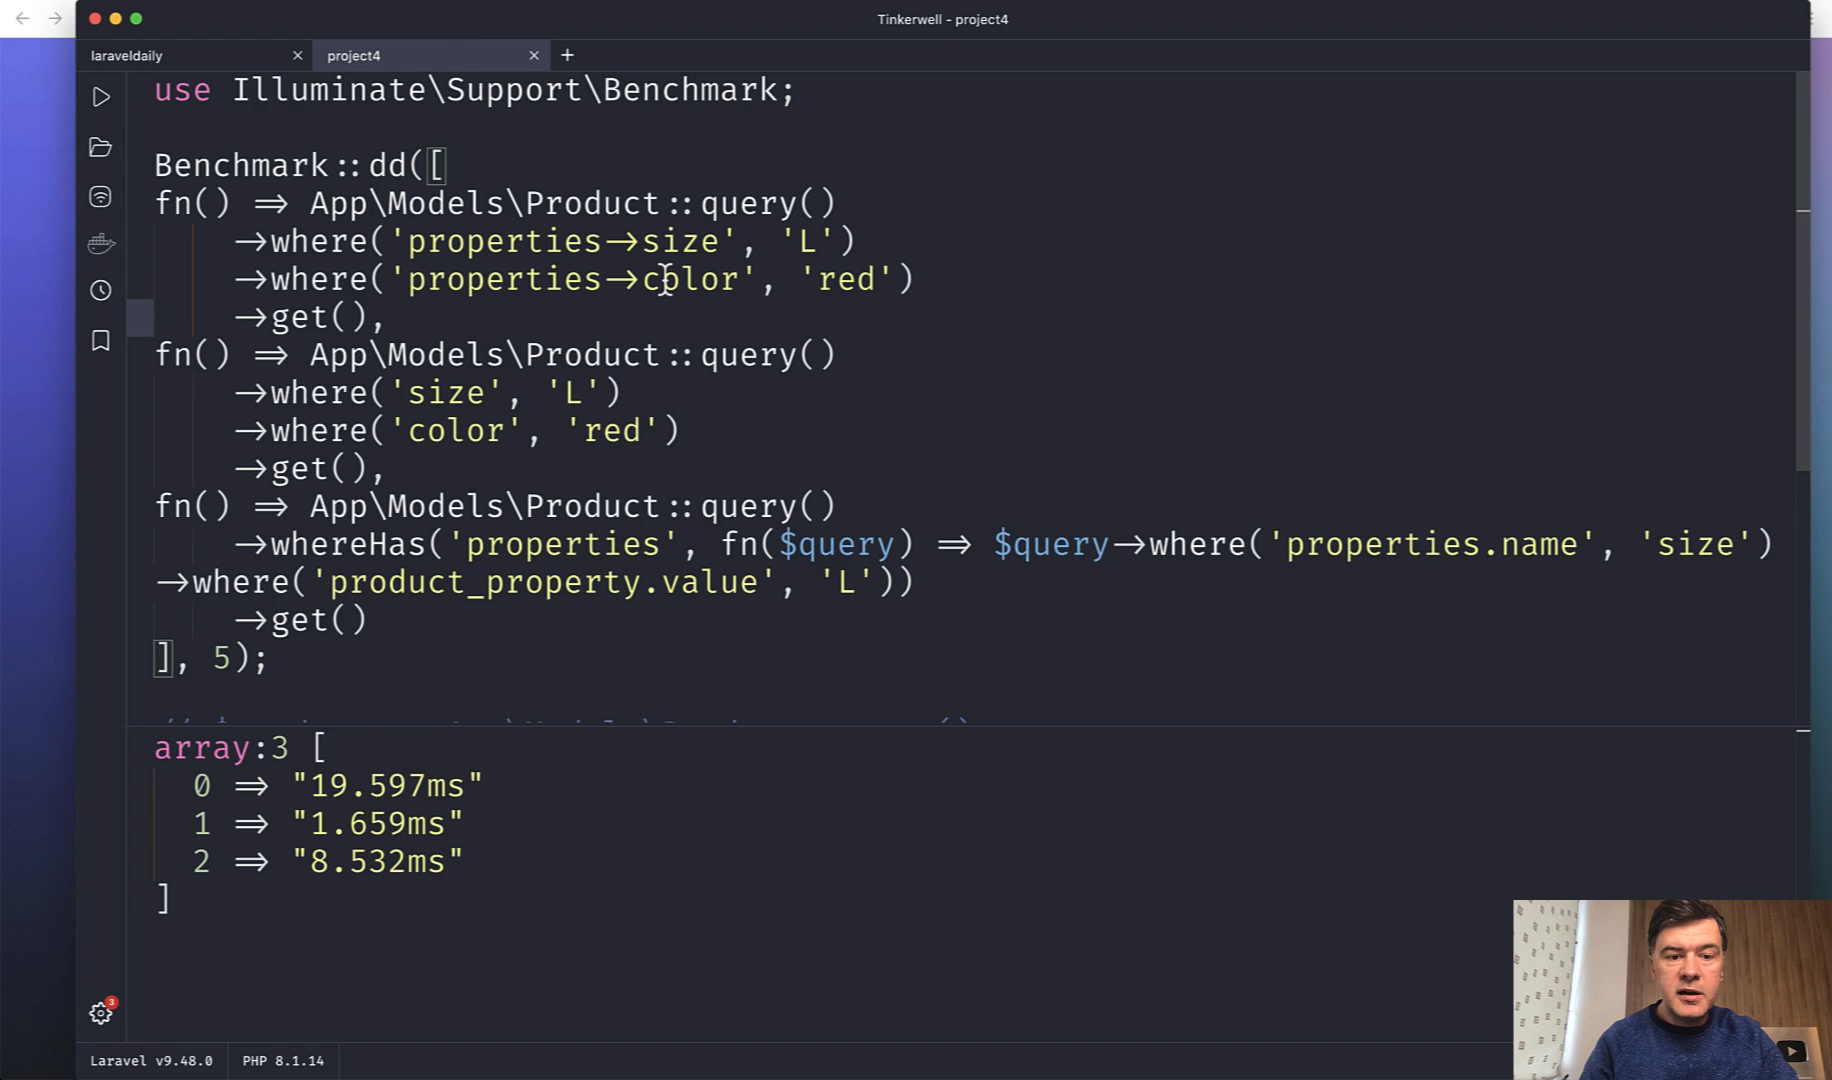 Tinkerwell - project4
laraveldaily
project4
use Illuminate\Support\Benchmark;
Benchmark::dd([
fn() => App\Models\Product::query()
->where('properties->size', 'L')
->where('properties->color', 'red')
->get(),
fn() => App\Models\Product::query()
->where('size', 'L')
->where('color', 'red')
->get(),
fn() => App\Models\Product::query()
->whereHas('properties', fn($query) => $query->where('properties.name', 'size')
->where('product_property.value', 'L'))
->get()
], 5);
array:3 [
0 => "19.597ms"
1 => "1.659ms"
2 => "8.532ms"
]
3
Laravel v9.48.0
PHP 8.1.14